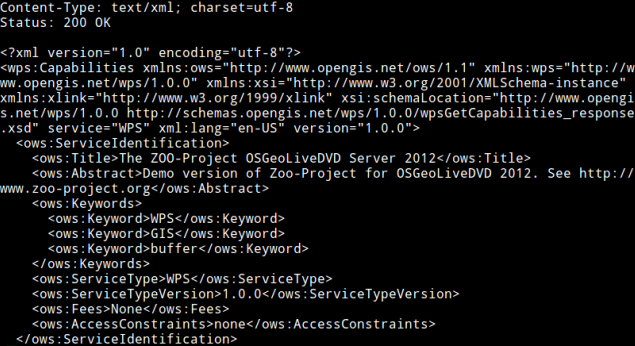 Content-Type: text/xml; charset=utf-8
Status: 200 OK
<?xml version="1.0" encoding="utf-8"?>
<wps:Capabilities xmlns:ows="http://www.opengis.net/ows/1.1" xmlns:wps="http://w
ww.opengis.net/wps/1.0.0" xmlns:xsi="http://www.w3.org/2001/XMLSchema-instance"
xmlns:xlink="http://www.w3.org/1999/xlink" xsi:schemaLocation="http://www.opengi
s.net/wps/1.0.0 http://schemas.opengis.net/wps/1.0.0/wpsGetCapabilities_response
.xsd" service="WPS" xml:lang="en-US" version="1.0.0">
  <ows:ServiceIdentification>
    <ows:Title>The ZOO-Project OSGeoLiveDVD Server 2012</ows:Title>
    <ows:Abstract>Demo version of Zoo-Project for OSGeoLiveDVD 2012. See http://
www.zoo-project.org</ows:Abstract>
    <ows:Keywords>
      <ows:Keyword>WPS</ows:Keyword>
      <ows:Keyword>GIS</ows:Keyword>
      <ows:Keyword>buffer</ows:Keyword>
    </ows:Keywords>
    <ows:ServiceType>WPS</ows:ServiceType>
    <ows:ServiceTypeVersion>1.0.0</ows:ServiceTypeVersion>
    <ows:Fees>None</ows:Fees>
    <ows:AccessConstraints>none</ows:AccessConstraints>
  </ows:ServiceIdentification>